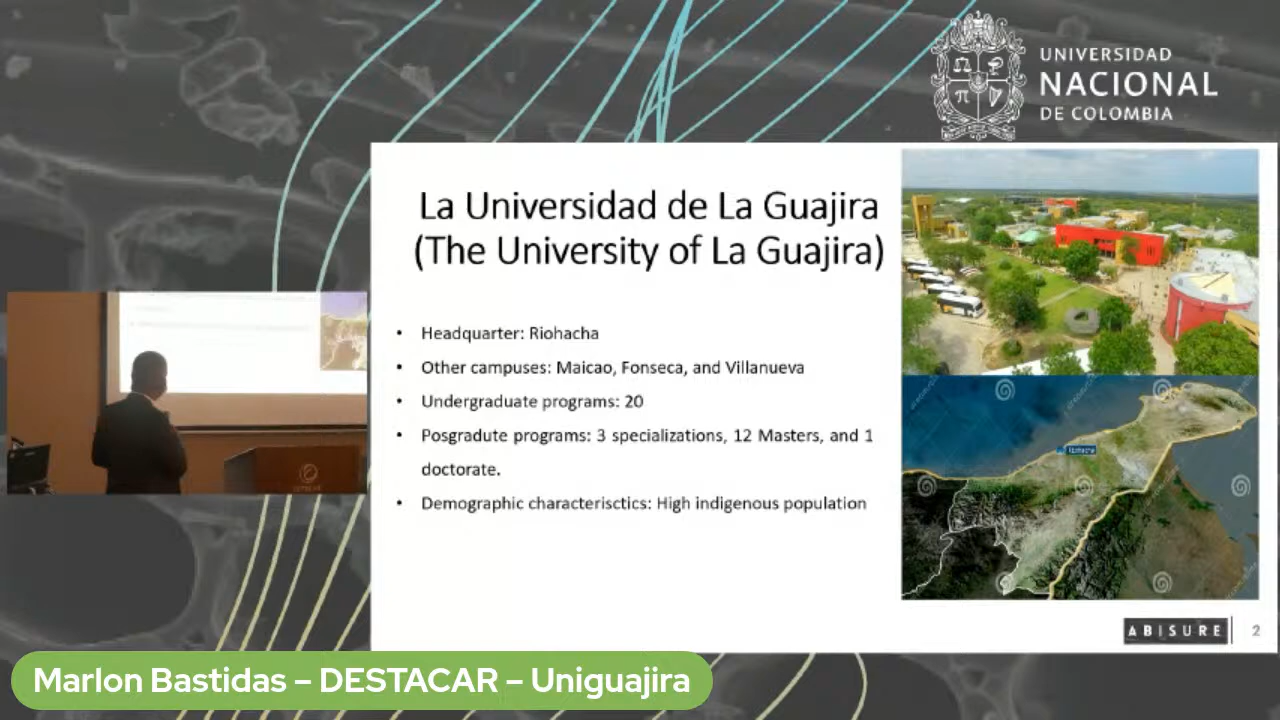 UNIVERSIDAD
NACIONAL
DE COLOMBIA
La Universidad de La Guajira
(The University of La Guajira)
• Headquarter: Riohacha
• Other campuses: Maicao, Fonseca, and Villanueva
• Undergraduate programs: 20
• Posgradute programs: 3 specializations, 12 Masters, and 1
doctorate.
• Demographic characterisctics: High indigenous population
Riohacha
ABISURE
2
Marlon Bastidas – DESTACAR – Uniguajira